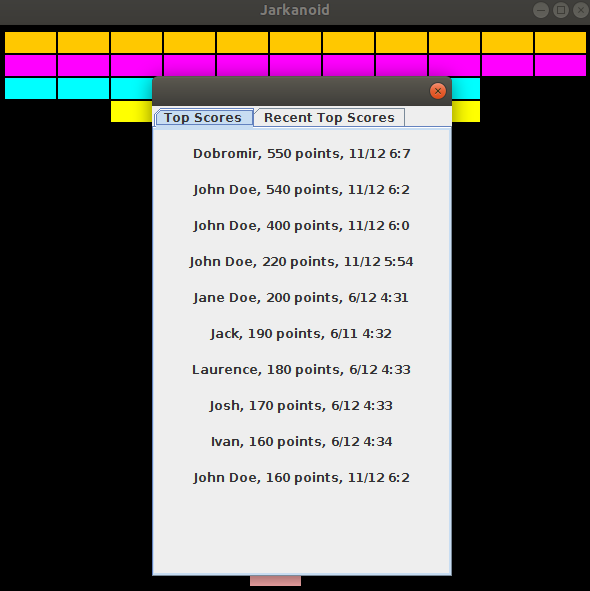 Jarkanoid
Top Scores
Recent Top Scores
Dobromir, 550 points, 11/12 6:7
John Doe, 540 points, 11/12 6:2
John Doe, 400 points, 11/12 6:0
John Doe, 220 points, 11/12 5:54
Jane Doe, 200 points, 6/12 4:31
Jack, 190 points, 6/11 4:32
Laurence, 180 points, 6/12 4:33
Josh, 170 points, 6/12 4:33
Ivan, 160 points, 6/12 4:34
John Doe, 160 points, 11/12 6:2